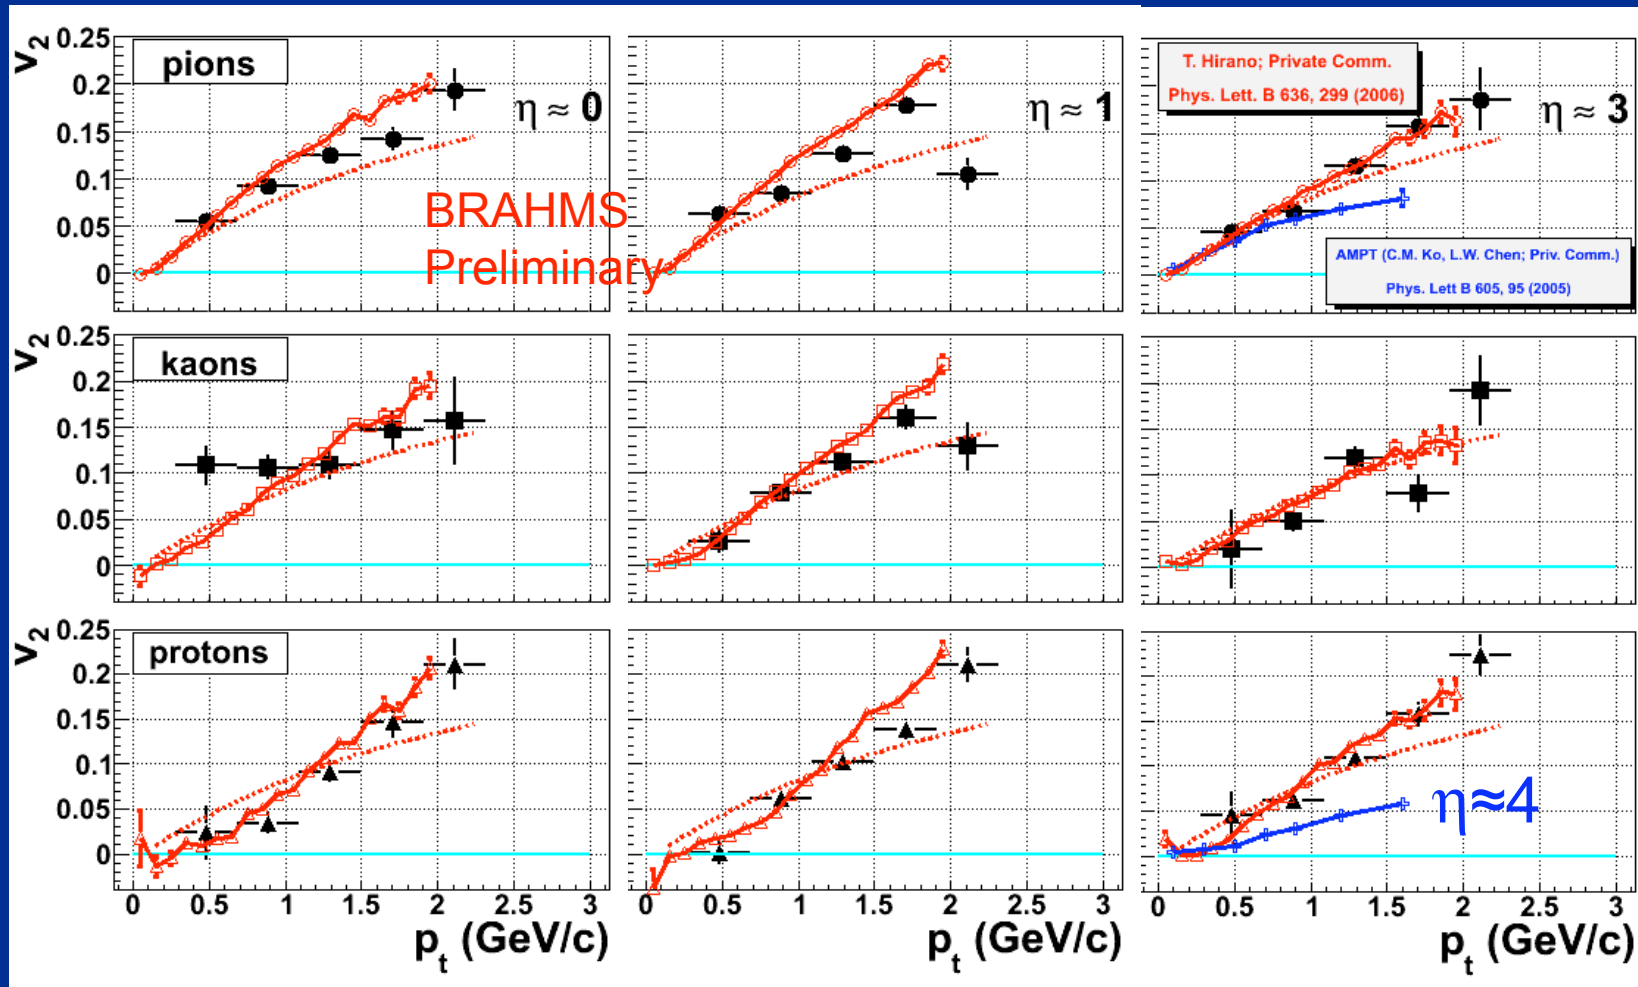 v2 0.25 0.2 0.15 0.1 0.05 0
pions
η ≈ 0
η ≈ 1
T. Hirano; Private Comm.
Phys. Lett. B 636, 299 (2006)
η ≈ 3
BRAHMS
Preliminary
AMPT (C.M. Ko, L.W. Chen; Priv. Comm.)
Phys. Lett B 605, 95 (2005)
v2 0.25 0.2 0.15 0.1 0.05 0
kaons
v2 0.25 0.2 0.15 0.1 0.05 0
protons
η≈4
0 0.5 1 1.5 2 2.5 3
pt (GeV/c)
0 0.5 1 1.5 2 2.5 3
pt (GeV/c)
0 0.5 1 1.5 2 2.5 3
pt (GeV/c)